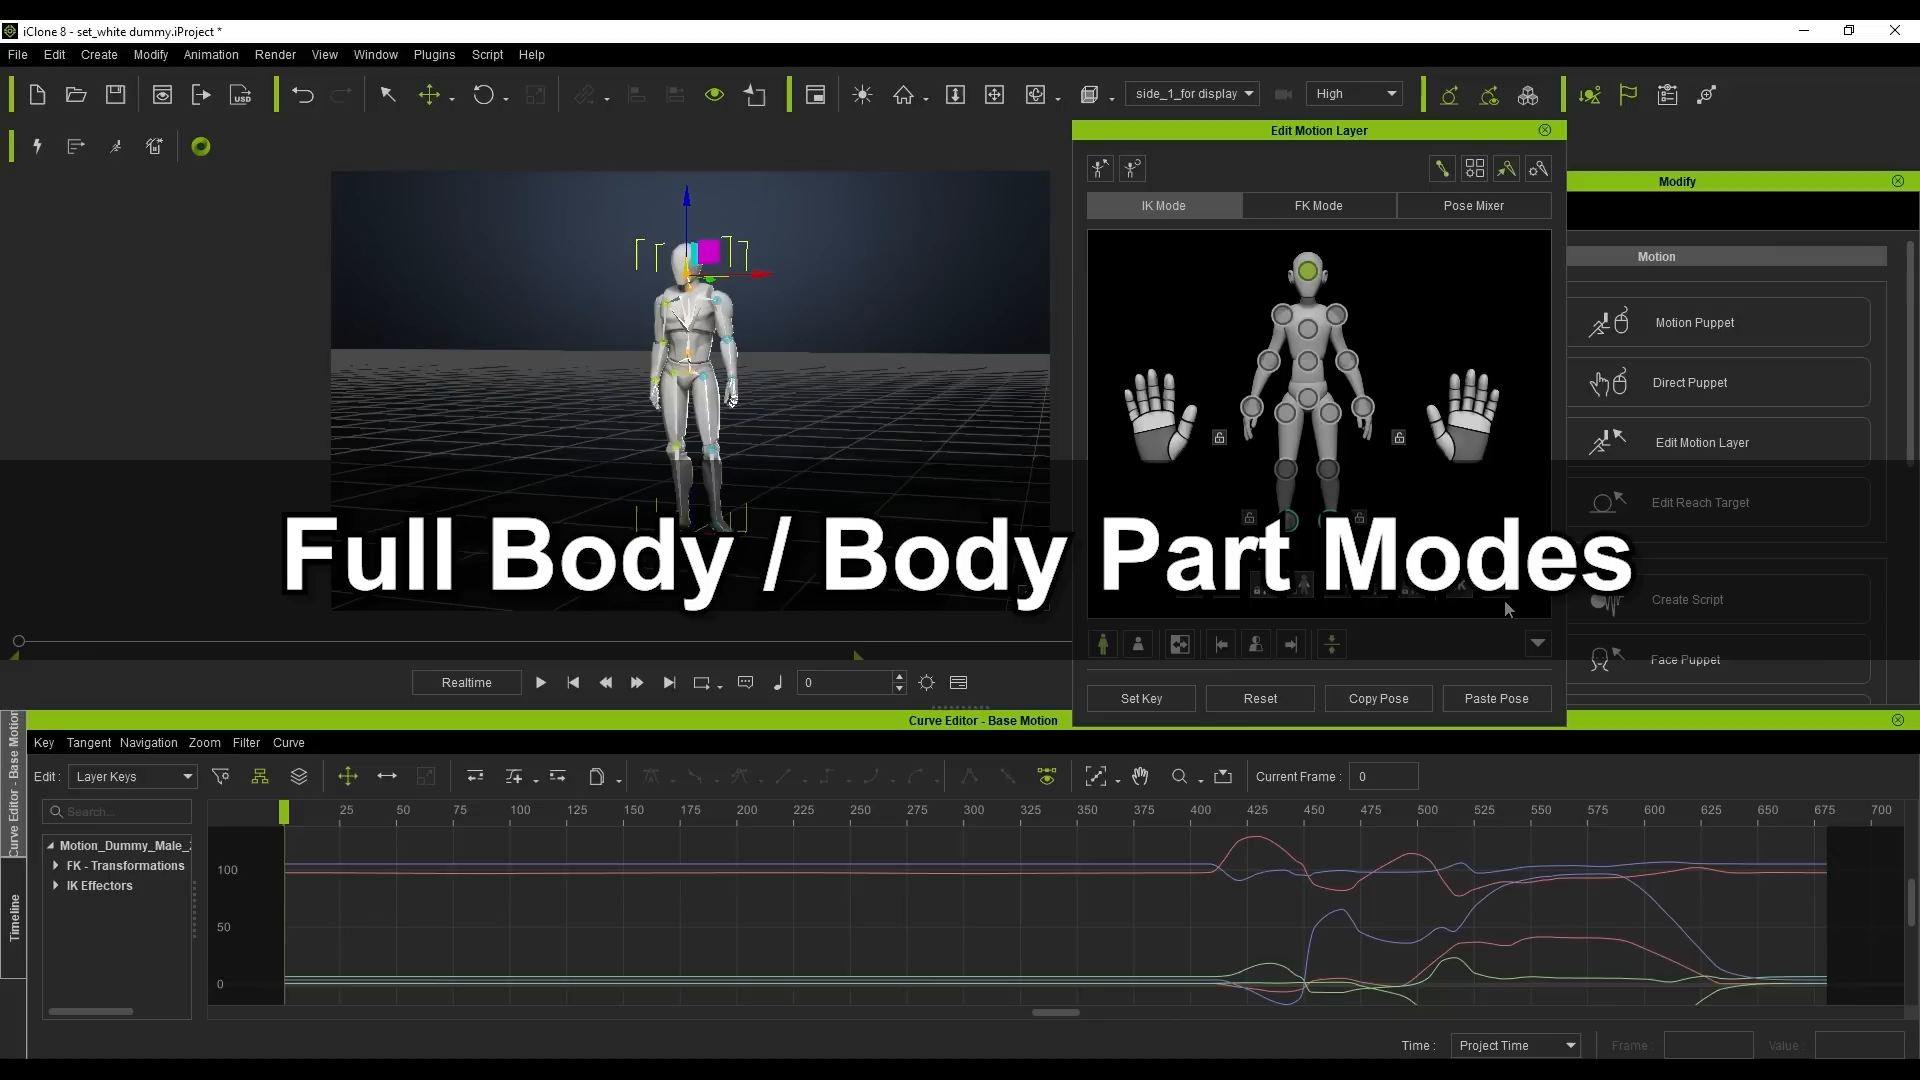 iClone 8 - set_white dummy.iProject *
File Edit Create Modify Animation Render View Window Plugins Script Help
USD
side_1_for display
High
Edit Motion Layer
IK Mode FK Mode Pose Mixer
Modify
Motion
Motion Puppet
Direct Puppet
Edit Motion Layer
Edit Reach Target
Full Body / Body Part Modes
Create Script
Face Puppet
Realtime
0
Set Key Reset Copy Pose Paste Pose
Curve Editor - Base Motion
Curve Editor - Base Motion
Timeline
Key Tangent Navigation Zoom Filter Curve
Edit : Layer Keys
Current Frame : 0
Search...
25 50 75 100 125 150 175 200 225 250 275 300 325 350 375 400 425 450 475 500 525 550 575 600 625 650 675 700
Motion_Dummy_Male_
FK - Transformations
IK Effectors
100
50
0
Time : Project Time Frame : Value :